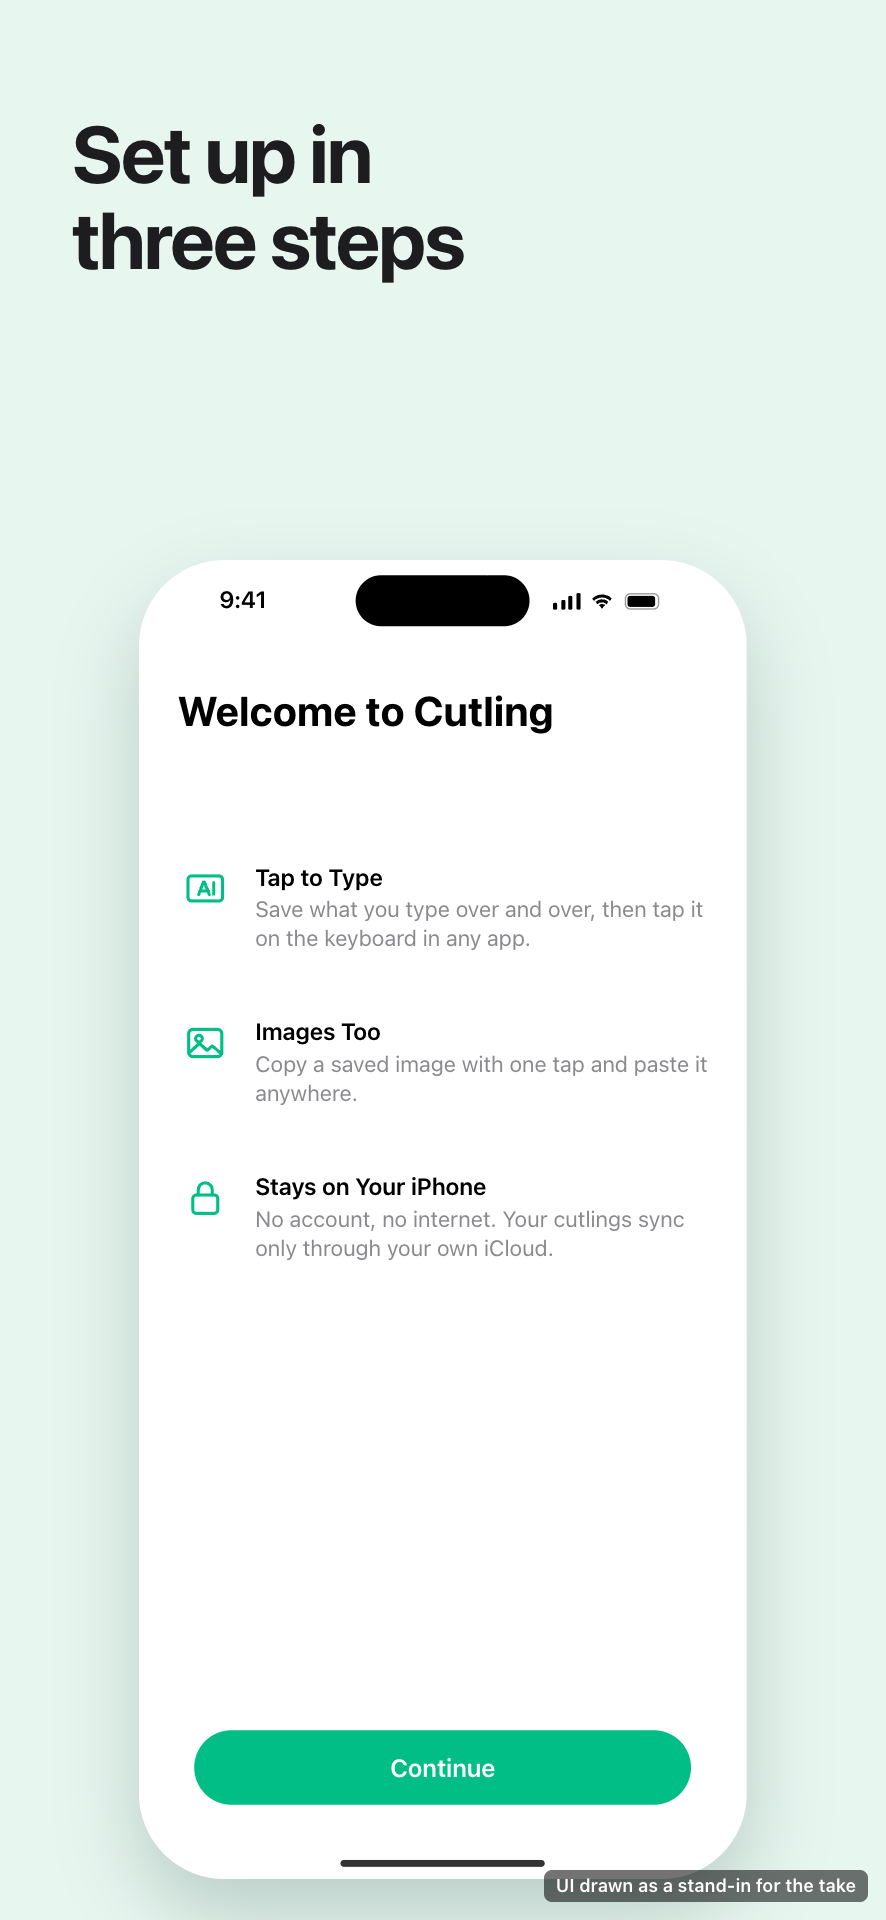 Set up in
three steps
9:41
Welcome to Cutling
AI
Tap to Type
Save what you type over and over, then tap it
on the keyboard in any app.
Images Too
Copy a saved image with one tap and paste it
anywhere.
Stays on Your iPhone
No account, no internet. Your cutlings sync
only through your own iCloud.
Continue
UI drawn as a stand-in for the take